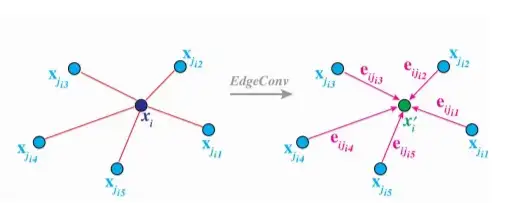 x_{j_{i3}}
x_{j_{i2}}
x_i
x_{j_{i4}}
x_{j_{i1}}
x_{j_{i5}}
EdgeConv
x_{j_{i3}}
x_{j_{i2}}
e_{ij_{i3}}
e_{ij_{i2}}
e_{ij_{i1}}
x'_i
x_{j_{i4}}
e_{ij_{i4}}
e_{ij_{i5}}
x_{j_{i1}}
x_{j_{i5}}